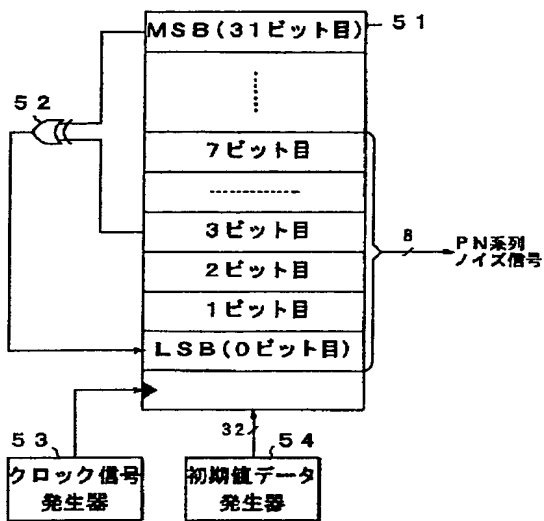 MSB(31ビット目)
51
52
7ビット目
3ビット目
8
PN系列
ノイズ信号
2ビット目
1ビット目
LSB(0ビット目)
32
53
54
クロック信号
発生器
初期値データ
発生器